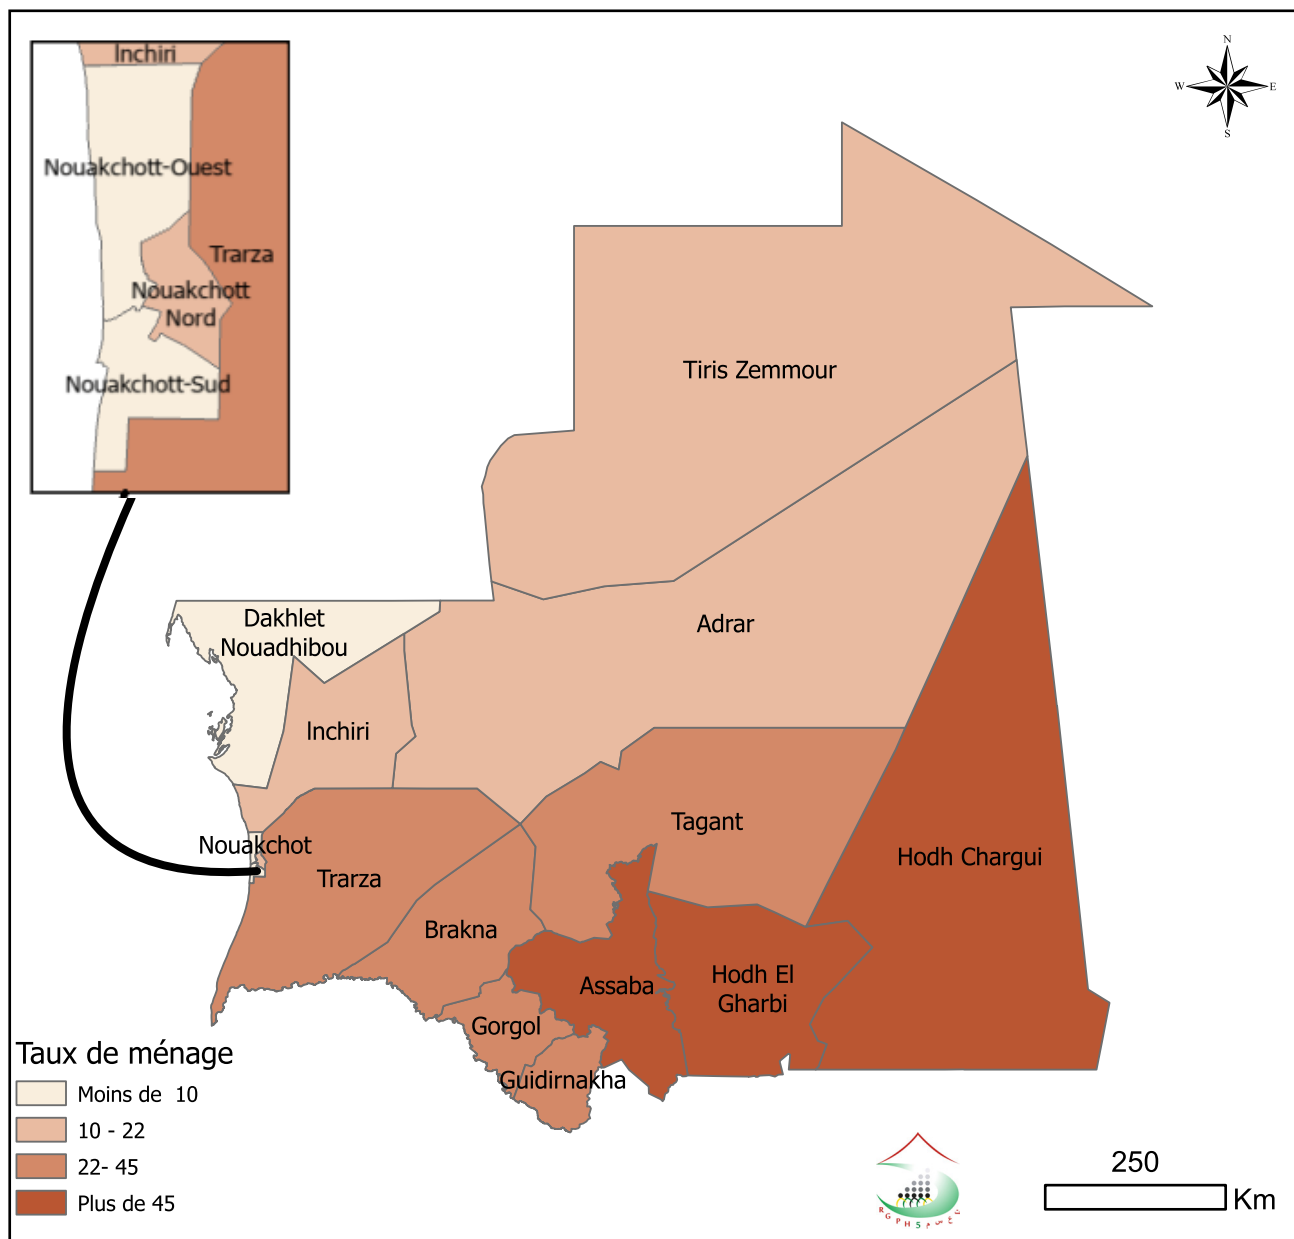 Inchiri
Nouakchott-Ouest
Trarza
Nouakchott
Nord
Nouakchott-Sud
N
W
E
S
Tiris Zemmour
Adrar
Dakhlet
Nouadhibou
Inchiri
Nouakchot
Trarza
Tagant
Hodh Chargui
Brakna
Assaba
Hodh El
Gharbi
Gorgol
Guidirnakha
Taux de ménage
Moins de 10
10 - 22
22- 45
Plus de 45
RGPH5
250
Km